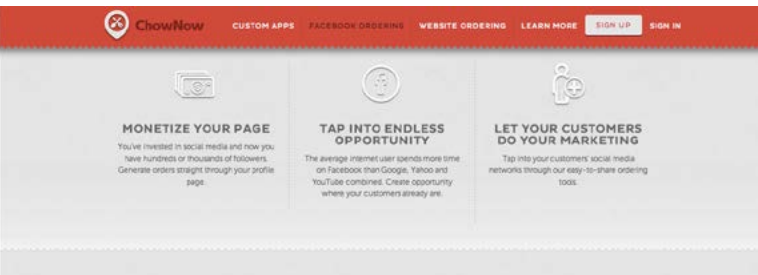 ChowNow
CUSTOM APPS
FACEBOOK ORDERING
WEBSITE ORDERING
LEARN MORE
SIGN UP
SIGN IN
MONETIZE YOUR PAGE
You've invested in social media and now you
have hundreds or thousands of followers.
Generate orders straight through your profile
page.
TAP INTO ENDLESS
OPPORTUNITY
The average internet user spends more time
on Facebook than Google, Yahoo and
YouTube combined. Create opportunity
where your customers already are.
LET YOUR CUSTOMERS
DO YOUR MARKETING
Tap into your customers' social media
networks through our easy-to-share ordering
tools.